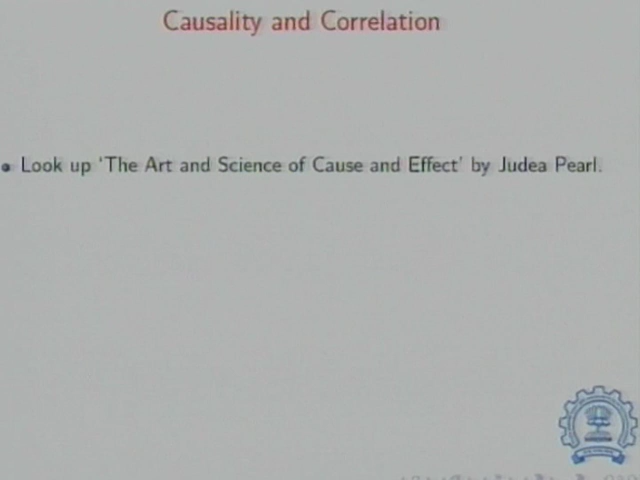 Causality and Correlation
Look up 'The Art and Science of Cause and Effect' by Judea Pearl.